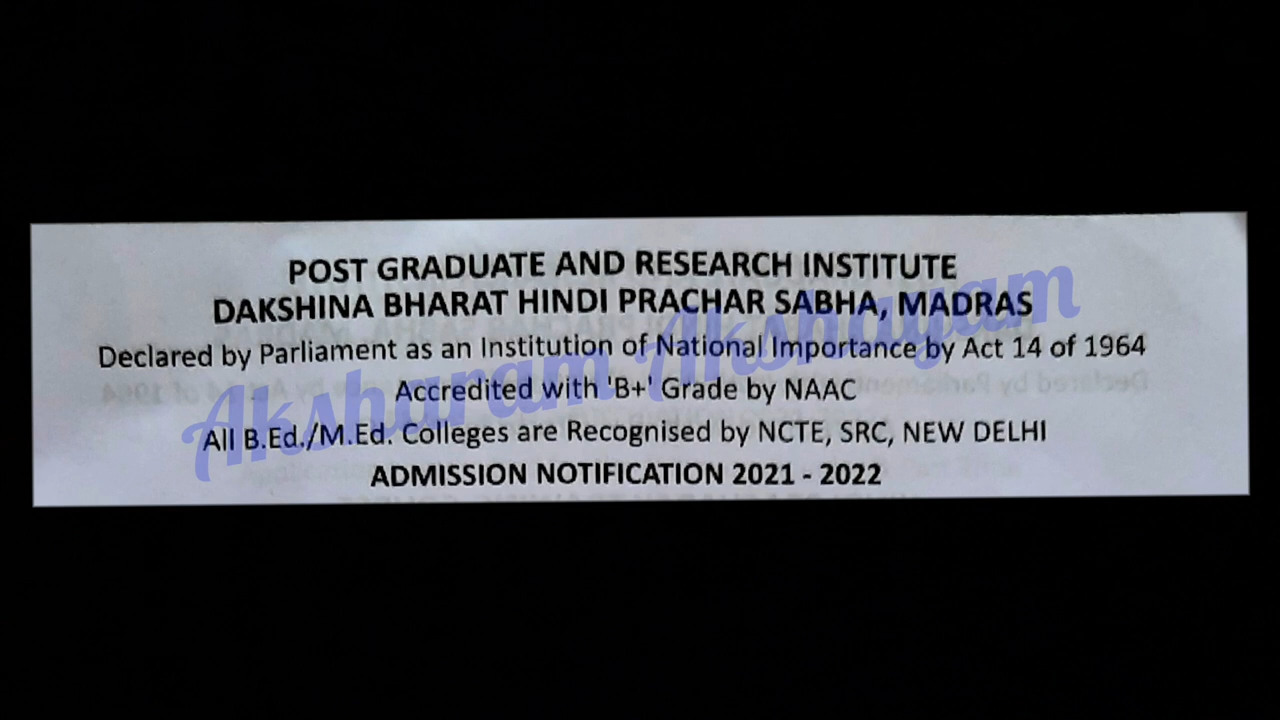 POST GRADUATE AND RESEARCH INSTITUTE
DAKSHINA BHARAT HINDI PRACHAR SABHA, MADRAS
Declared by Parliament as an Institution of National Importance by Act 14 of 1964
Accredited with 'B+' Grade by NAAC
All B.Ed./M.Ed. Colleges are Recognised by NCTE, SRC, NEW DELHI
ADMISSION NOTIFICATION 2021 - 2022
Aksharam Akshayam